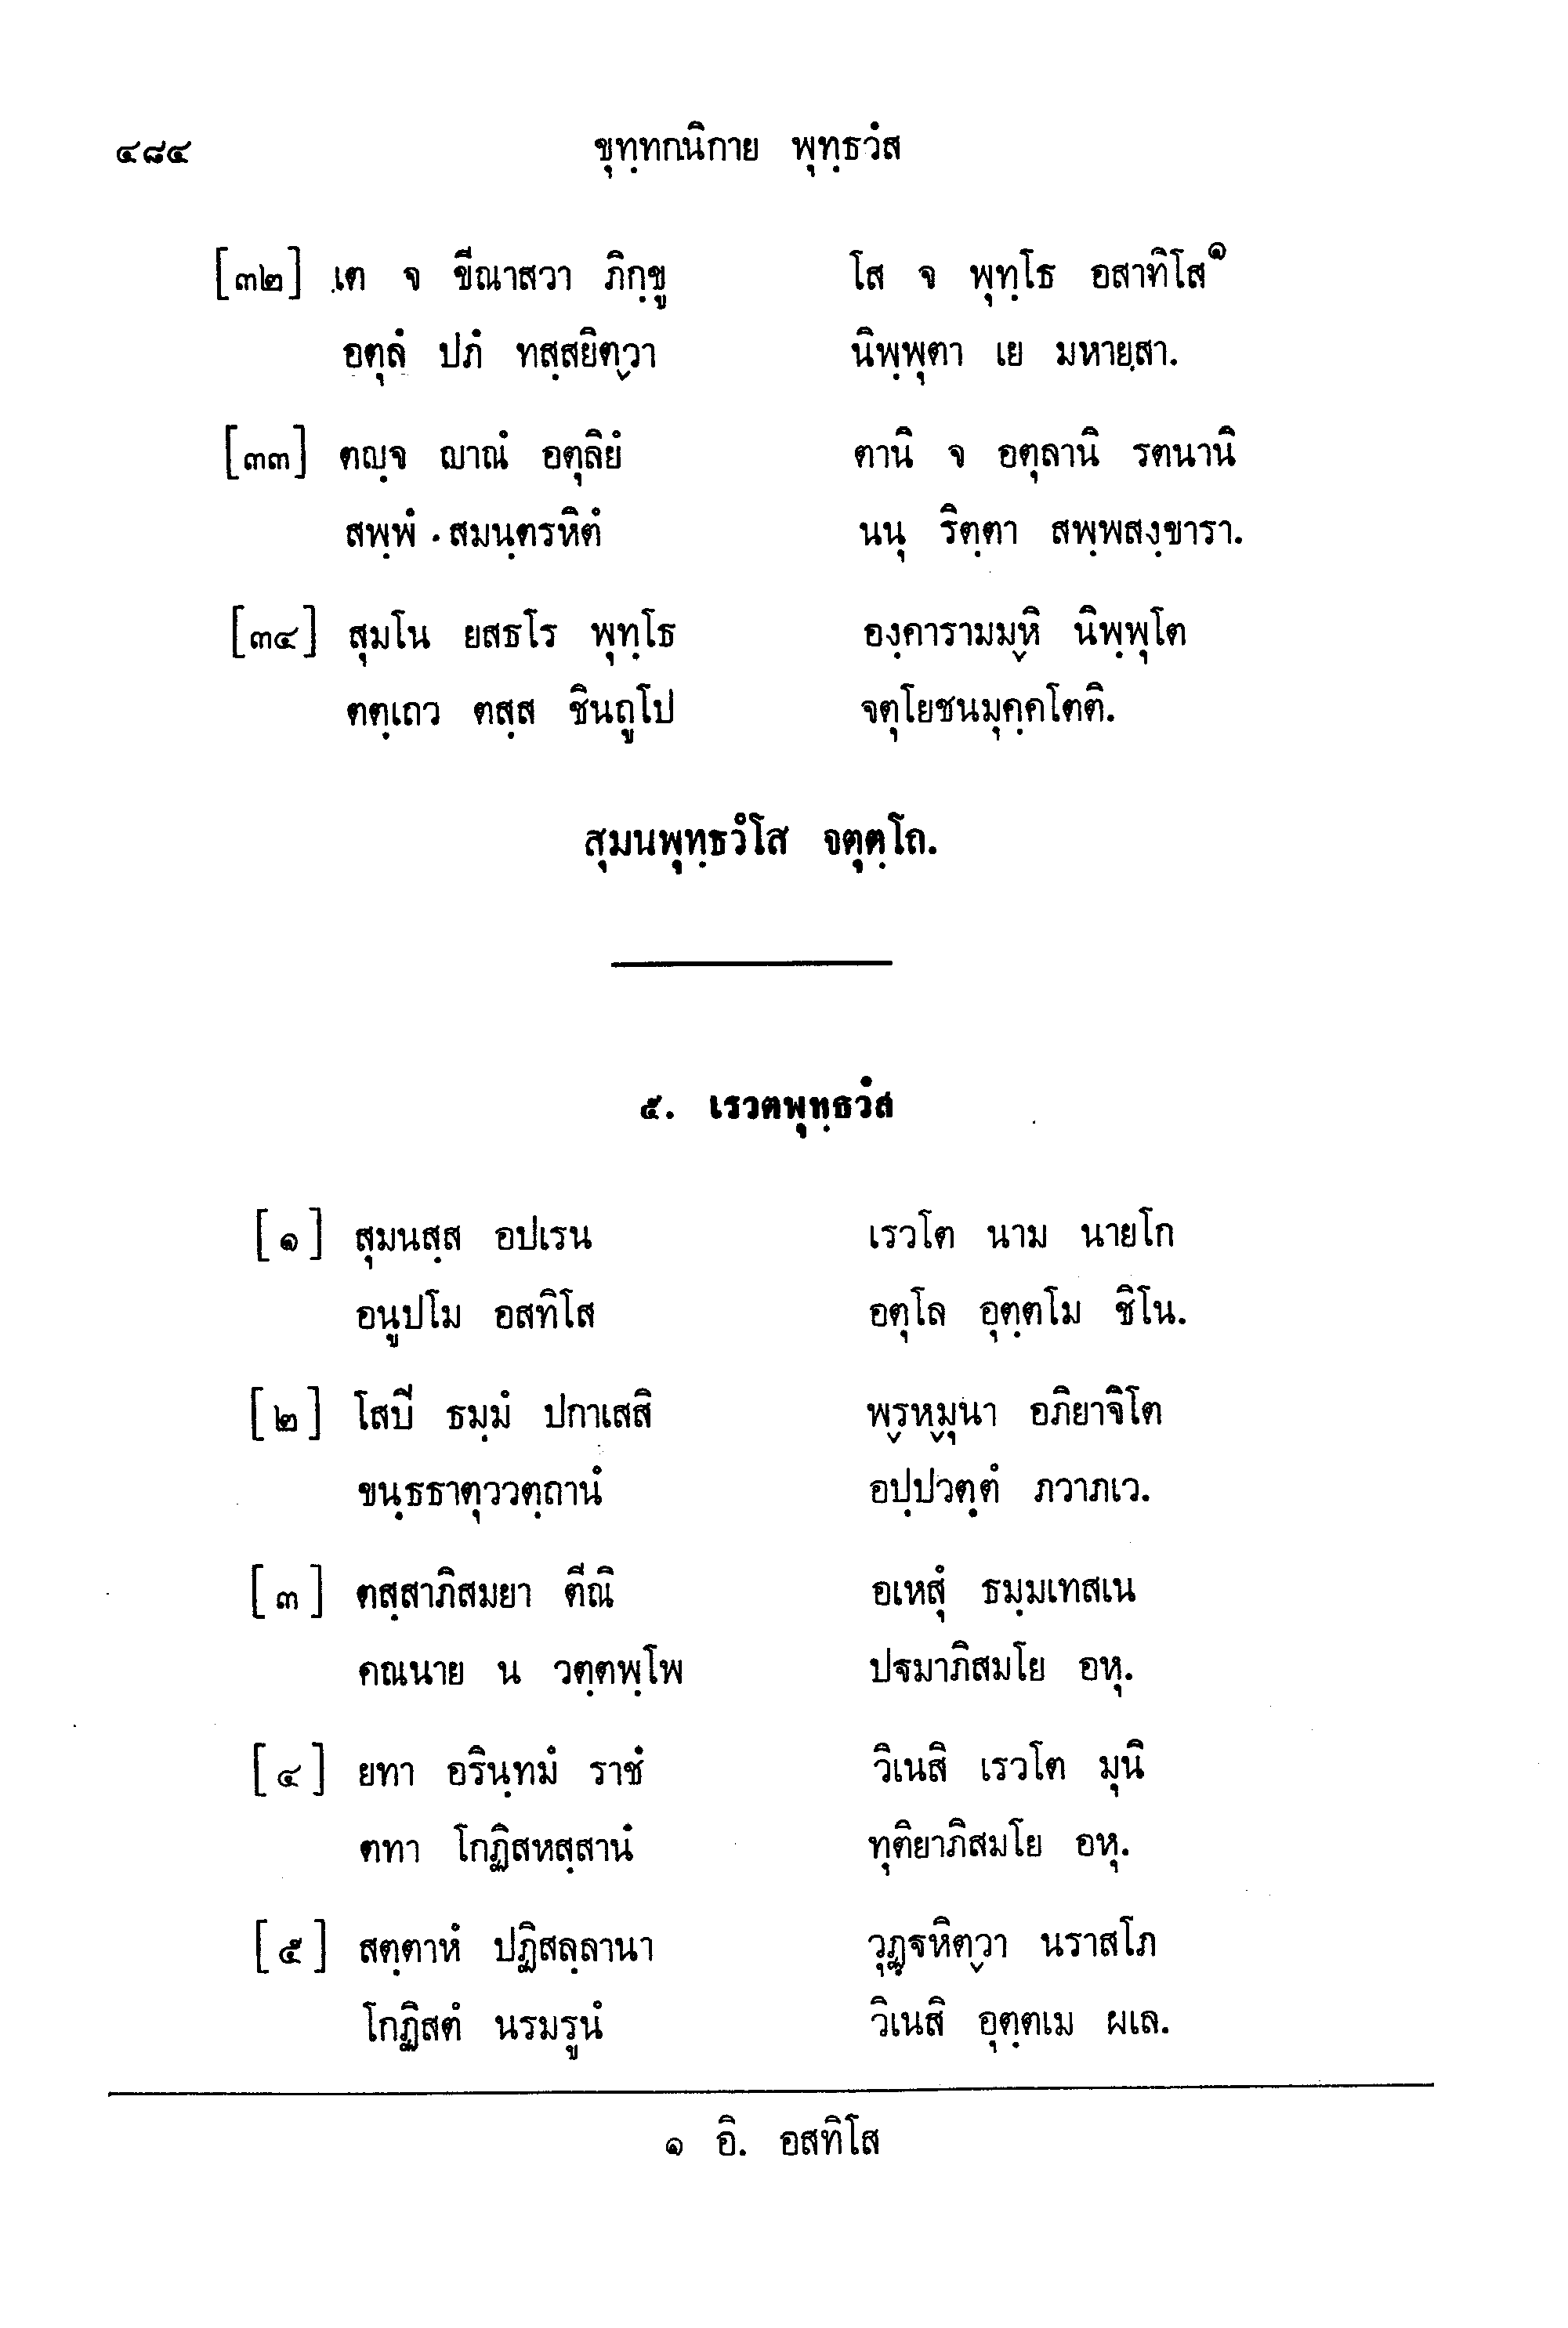 ๔๘๔ ขุทฺทกนิกาย พุทฺธวํส
[๓๒] เต จ ขีณาสวา ภิกฺขู โส จ พุทฺโธ อสาทิโส๑
อตุลํ ปภํ ทสฺสยิตฺวา นิพฺพุตา เย มหายสา.
[๓๓] ตญฺจ ญาณํ อตุลิยํ ตานิ จ อตุลานิ รตนานิ
สพฺพํ สมนฺตรหิตํ นนุ ริตฺตา สพฺพสงฺขารา.
[๓๔] สุมโน ยสธโร พุทฺโธ องฺคารามมฺหิ นิพฺพุโต
ตตฺเถว ตสฺส ชินถูโป จตุโยชนมุคฺคโตติ.
สุมนพุทฺธวํโส จตุตฺโถ.
๕. เรวตพุทฺธวํส
[๑] สุมนสฺส อปเรน เรวโต นาม นายโก
อนูปโม อสทิโส อตุโล อุตฺตโม ชิโน.
[๒] โสปิ ธมฺมํ ปกาเสสิ พฺรหฺมุนา อภิยาจิโต
ขนฺธธาตุววตฺถานํ อปฺปวตฺตํ ภวาภเว.
[๓] ตสฺสาภิสมยา ตีณิ อเหสุํ ธมฺมเทสเน
คณนาย น วตฺตพฺโพ ปฐมาภิสมโย อหุ.
[๔] ยทา อรินฺทมํ ราชํ วิเนสิ เรวโต มุนิ
ตทา โกฏิสหสฺสานํ ทุติยาภิสมโย อหุ.
[๕] สตฺตาหํ ปฏิสลฺลานา วุฏฺฐหิตฺวา นราสโภ
โกฏิสตํ นรมรูนํ วิเนสิ อุตฺตเม ผเล.
๑ อิ. อสทิโส